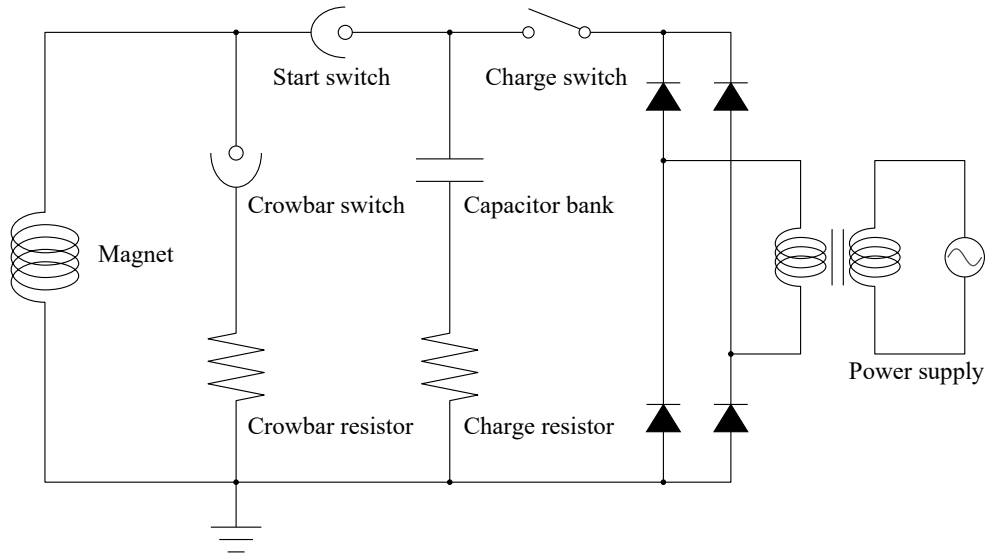 Start switch
Charge switch
Crowbar switch
Capacitor bank
Magnet
Power supply
Crowbar resistor
Charge resistor